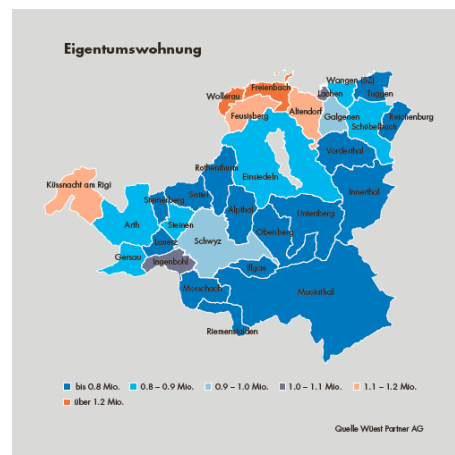 Eigentumswohnung
Wangen (SZ)
Freienbach
Wollerau
Lachen
Tuggen
Feusisberg
Altendorf
Galgenen
Reichenburg
Schübelbach
Vorderthal
Rothenthurm
Einsiedeln
Innerthal
Küssnacht am Rigi
Steinerberg
Sattel
Alpthal
Unteriberg
Arth
Steinen
Oberiberg
Lauerz
Schwyz
Gersau
Ingenbohl
Illgau
Morschach
Muotathal
Riemenstalden
bis 0.8 Mio.
0.8 – 0.9 Mio.
0.9 – 1.0 Mio.
1.0 – 1.1 Mio.
1.1 – 1.2 Mio.
über 1.2 Mio.
Quelle Wüest Partner AG